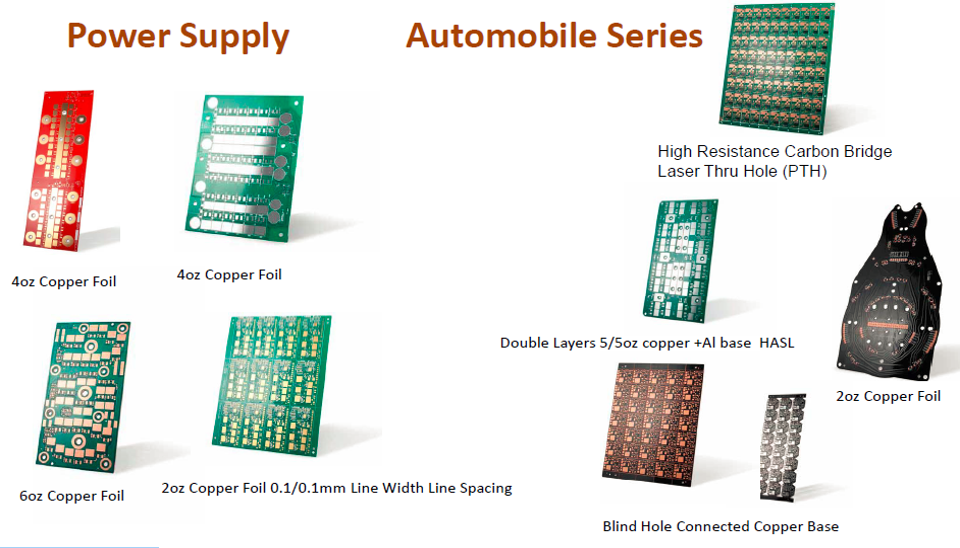 Power Supply
Automobile Series
High Resistance Carbon Bridge
Laser Thru Hole (PTH)
4oz Copper Foil
4oz Copper Foil
Double Layers 5/5oz copper +Al base  HASL
2oz Copper Foil
6oz Copper Foil
2oz Copper Foil 0.1/0.1mm Line Width Line Spacing
Blind Hole Connected Copper Base